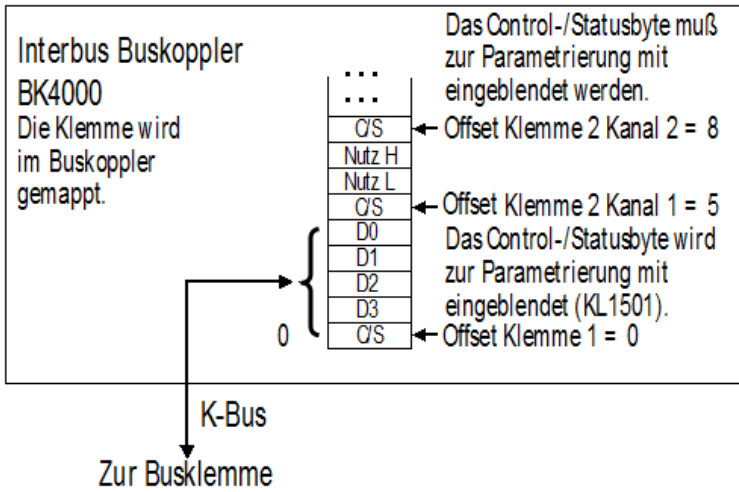 Interbus Buskoppler
BK4000
Die Klemme wird
im Buskoppler
gemappt.
Das Control-/Statusbyte muß
zur Parametrierung mit
eingeblendet werden.
...
...
C/S
Offset Klemme 2 Kanal 2 = 8
Nutz H
Nutz L
C/S
Offset Klemme 2 Kanal 1 = 5
D0
Das Control-/Statusbyte wird
zur Parametrierung mit
eingeblendet (KL1501).
D1
D2
D3
0
C/S
Offset Klemme 1 = 0
K-Bus
Zur Busklemme